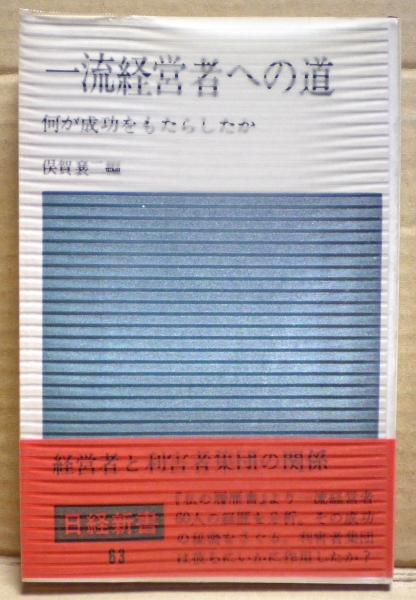 一流経営者への道
何が成功をもたらしたか
俣賀襄二編
経営者と利害者集団の関係
日経新書
63
『私の履歴書』より一流経営者
60人の経歴を分析。その成功
の秘密をさぐる。利害者集団
は彼らにいかに作用したか?